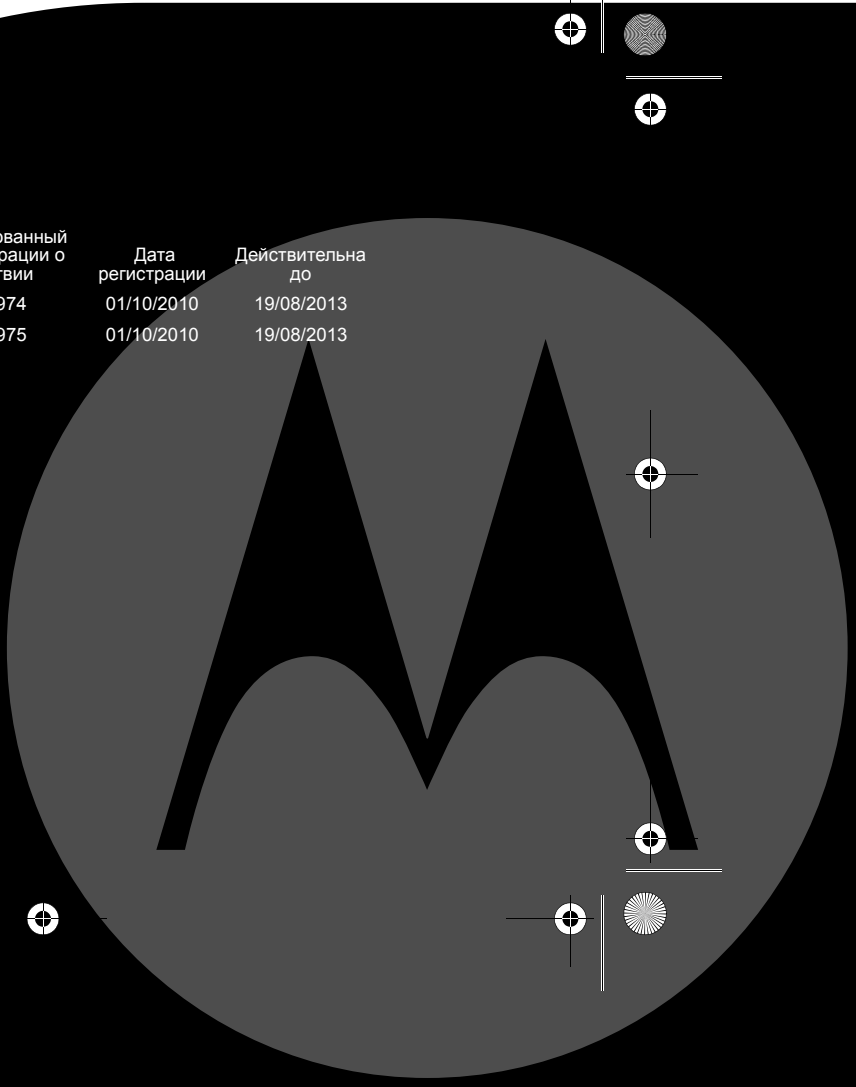 ованный
рации о Дата Действительна
твии регистрации до
974 01/10/2010 19/08/2013
975 01/10/2010 19/08/2013